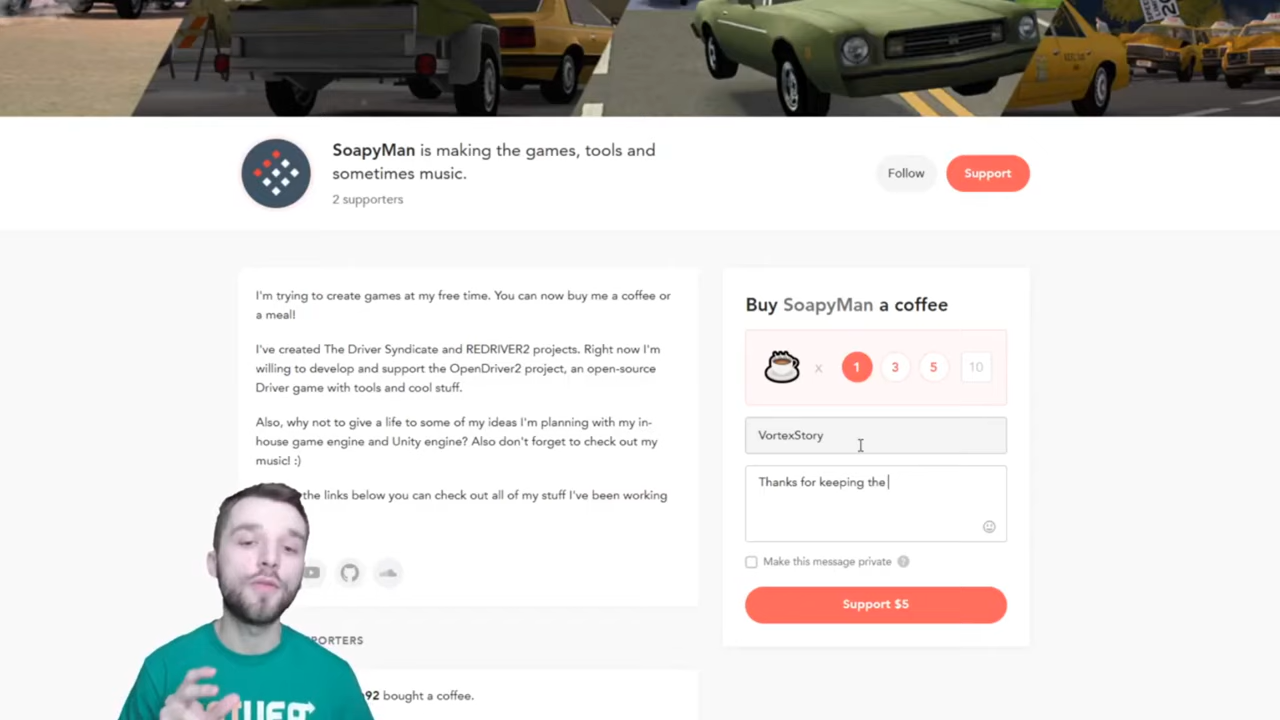 SoapyMan is making the games, tools and
sometimes music.
2 supporters
Follow
Support
I'm trying to create games at my free time. You can now buy me a coffee or
a meal!
I've created The Driver Syndicate and REDRIVER2 projects. Right now I'm
willing to develop and support the OpenDriver2 project, an open-source
Driver game with tools and cool stuff.
Also, why not to give a life to some of my ideas I'm planning with my in-
house game engine and Unity engine? Also don't forget to check out my
music! :)
the links below you can check out all of my stuff I've been working
92 bought a coffee.
Buy SoapyMan a coffee
x 1 3 5 10
VortexStory
Thanks for keeping the
Make this message private ?
Support $5